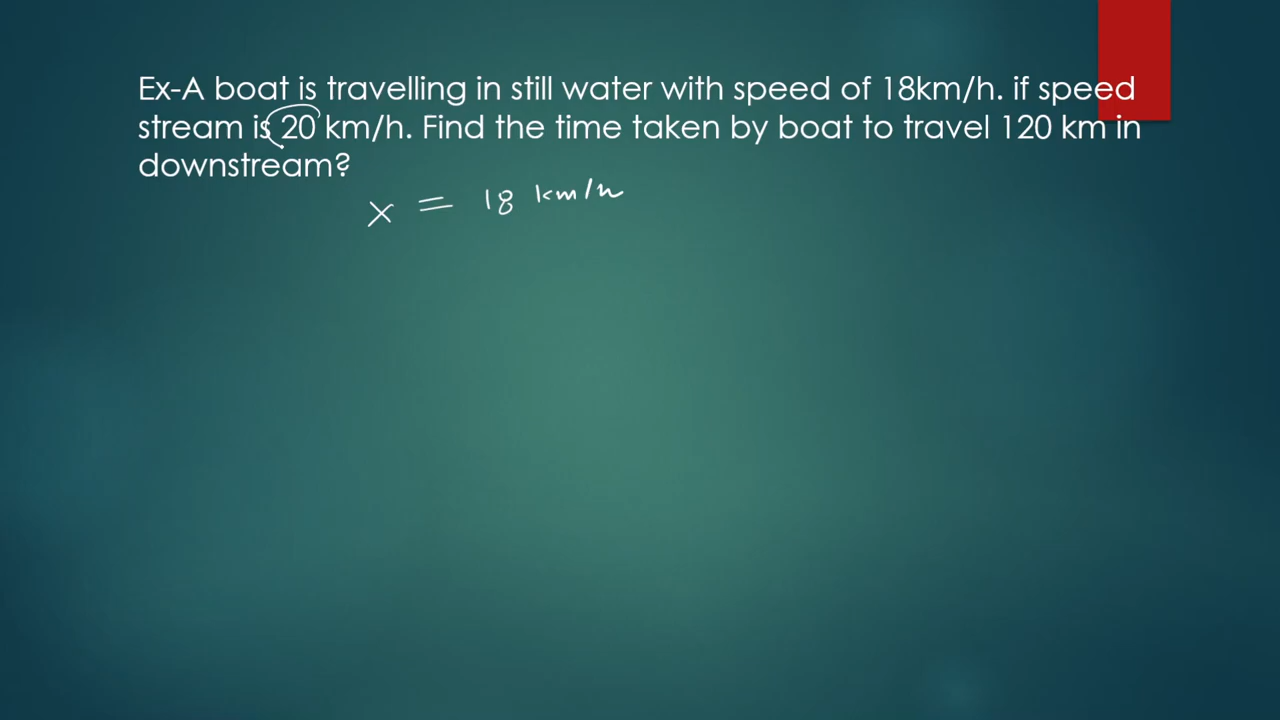 Ex-A boat is travelling in still water with speed of 18km/h. if speed
stream is 20 km/h. Find the time taken by boat to travel 120 km in
downstream?
x = 18 km/h